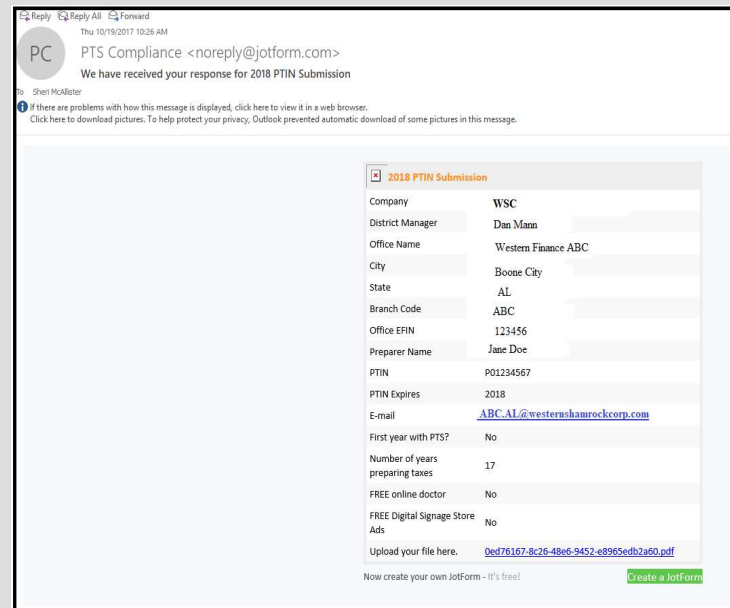 Reply Reply All Forward
Thu 10/19/2017 10:26 AM
PC
PTS Compliance <noreply@jotform.com>
We have received your response for 2018 PTIN Submission
To Sheri McAllister
If there are problems with how this message is displayed, click here to view it in a web browser.
Click here to download pictures. To help protect your privacy, Outlook prevented automatic download of some pictures in this message.
2018 PTIN Submission
Company WSC
District Manager Dan Mann
Office Name Western Finance ABC
City Boone City
State AL
Branch Code ABC
Office EFIN 123456
Preparer Name Jane Doe
PTIN P01234567
PTIN Expires 2018
E-mail ABC.AL@westernshamrockcorp.com
First year with PTS? No
Number of years
preparing taxes 17
FREE online doctor No
FREE Digital Signage Store
Ads No
Upload your file here. 0ed76167-8c26-48e6-9452-e8965edb2a60.pdf
Now create your own JotForm - It's free! Create a JotForm